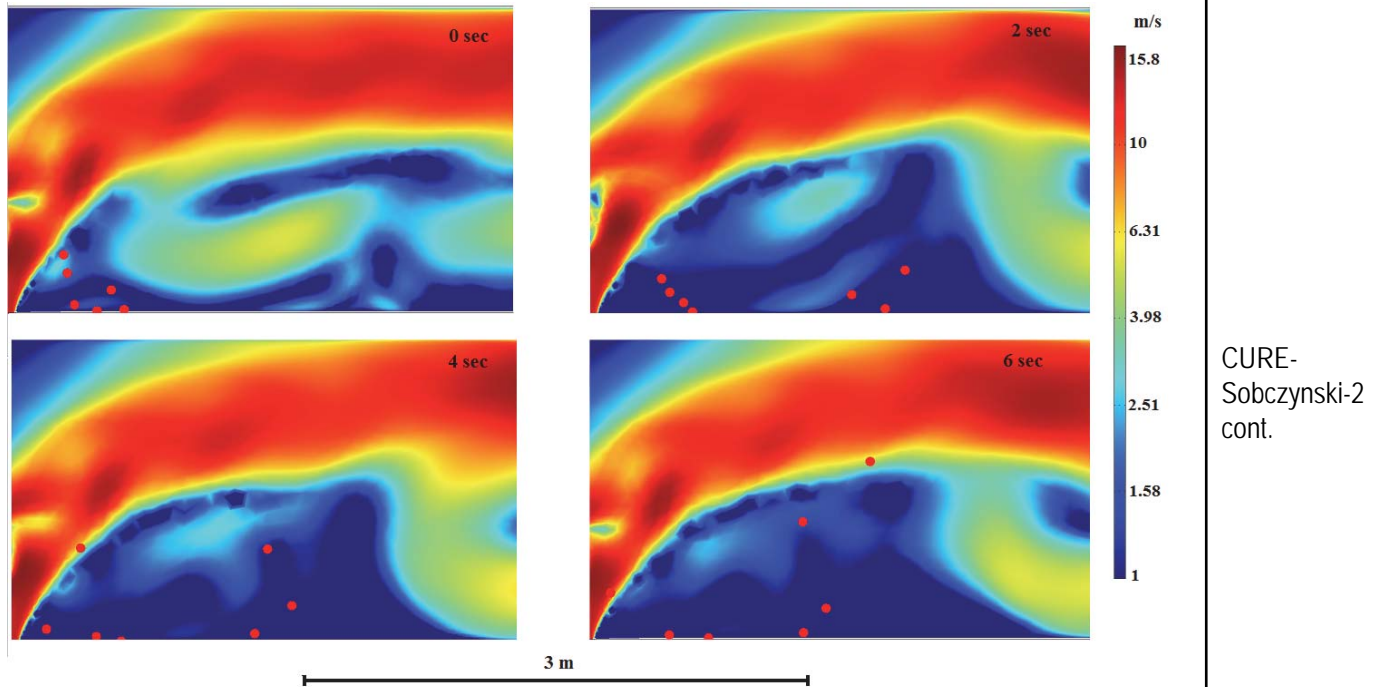 0 sec
2 sec
m/s
15.8
10
6.31
3.98
2.51
1.58
1
4 sec
6 sec
3 m
CURE-
Sobczynski-2
cont.